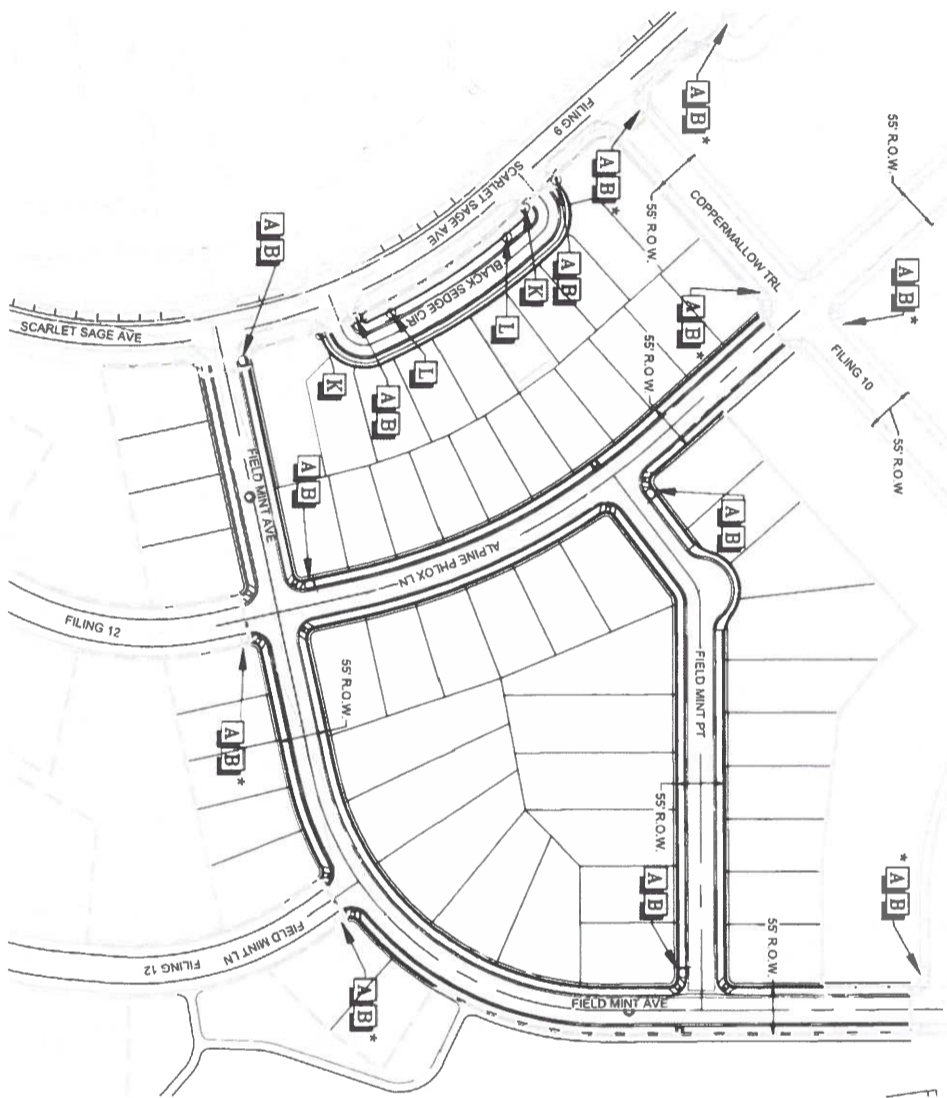 A B *
FILING 9
55' R.O.W.
A B *
SCARLET SAGE AVE
COPPERMALLOW TRL
55' R.O.W.
A B *
A B
A B
K
BLACK SEDGE CIR
L
A B *
FILING 10
55' R.O.W
55' R.O.W.
SCARLET SAGE AVE
L
K
A B
FIELD MINT AVE
A B
A B
ALPINE PHLOX LN
FILING 12
55' R.O.W.
FIELD MINT PT
A B *
55' R.O.W.
A B
A B *
55' R.O.W.
FIELD MINT LN
FILING 12
A B *
FIELD MINT AVE